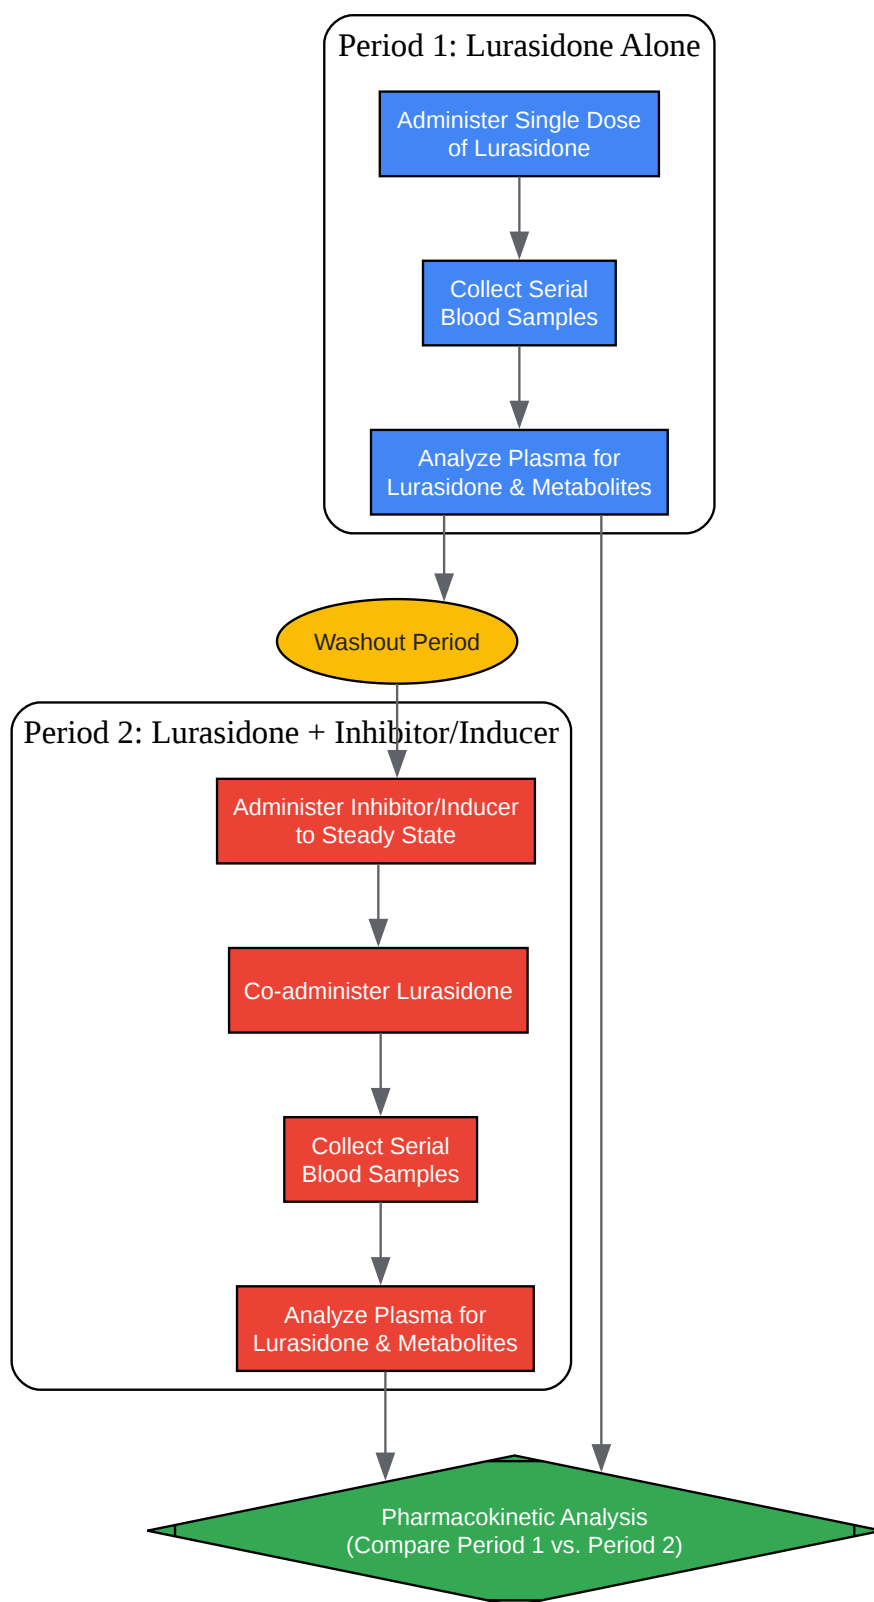 Period 1: Lurasidone Alone
Administer Single Dose
of Lurasidone
Collect Serial
Blood Samples
Analyze Plasma for
Lurasidone & Metabolites
Washout Period
Period 2: Lurasidone + Inhibitor/Inducer
Administer Inhibitor/Inducer
to Steady State
Co-administer Lurasidone
Collect Serial
Blood Samples
Analyze Plasma for
Lurasidone & Metabolites
Pharmacokinetic Analysis
(Compare Period 1 vs. Period 2)